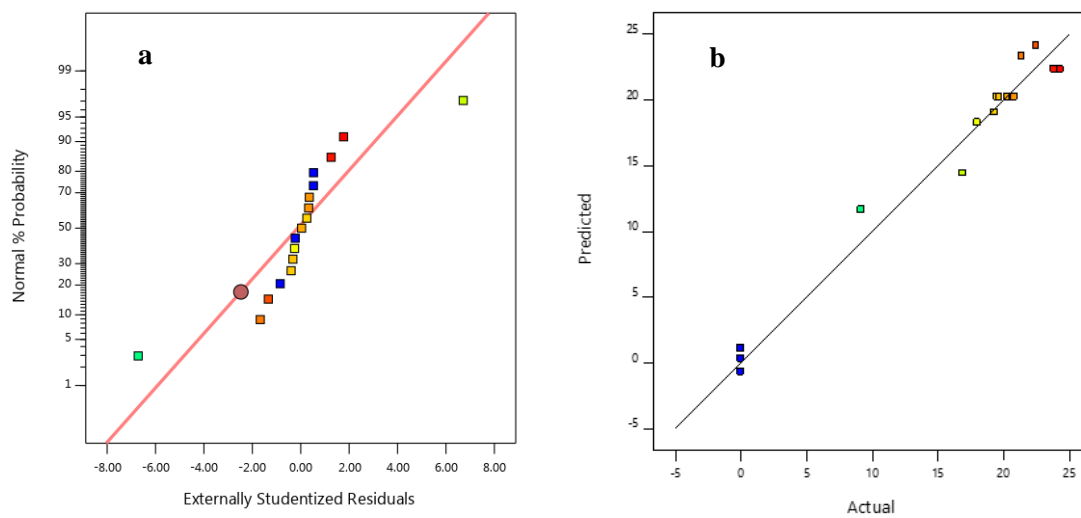 a
Normal % Probability
99
95
90
80
70
50
30
20
10
5
1
-8.00 -6.00 -4.00 -2.00 0.00 2.00 4.00 6.00 8.00
Externally Studentized Residuals
b
Predicted
25
20
15
10
5
0
-5
-5 0 5 10 15 20 25
Actual